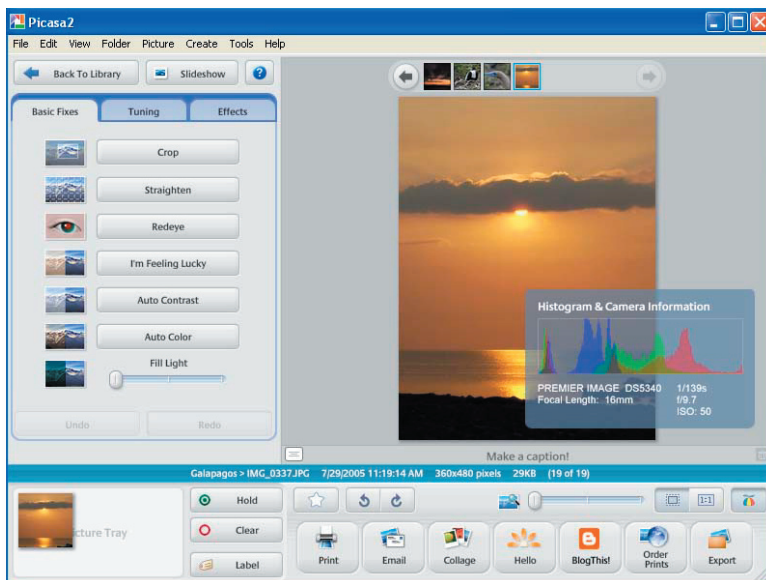 Picasa2
File Edit View Folder Picture Create Tools Help
Back To Library Slideshow ?
Basic Fixes Tuning Effects
Crop
Straighten
Redeye
I'm Feeling Lucky
Auto Contrast
Auto Color
Fill Light
Undo Redo
Histogram & Camera Information
PREMIER IMAGE DS5340 1/139s
Focal Length: 16mm f/9.7
ISO: 50
Make a caption!
Galapagos > IMG_0337.JPG 7/29/2005 11:19:14 AM 360x480 pixels 29KB (19 of 19)
Picture Tray
Hold
Clear
Label
1:1
Print Email Collage Hello BlogThis! Order Prints Export